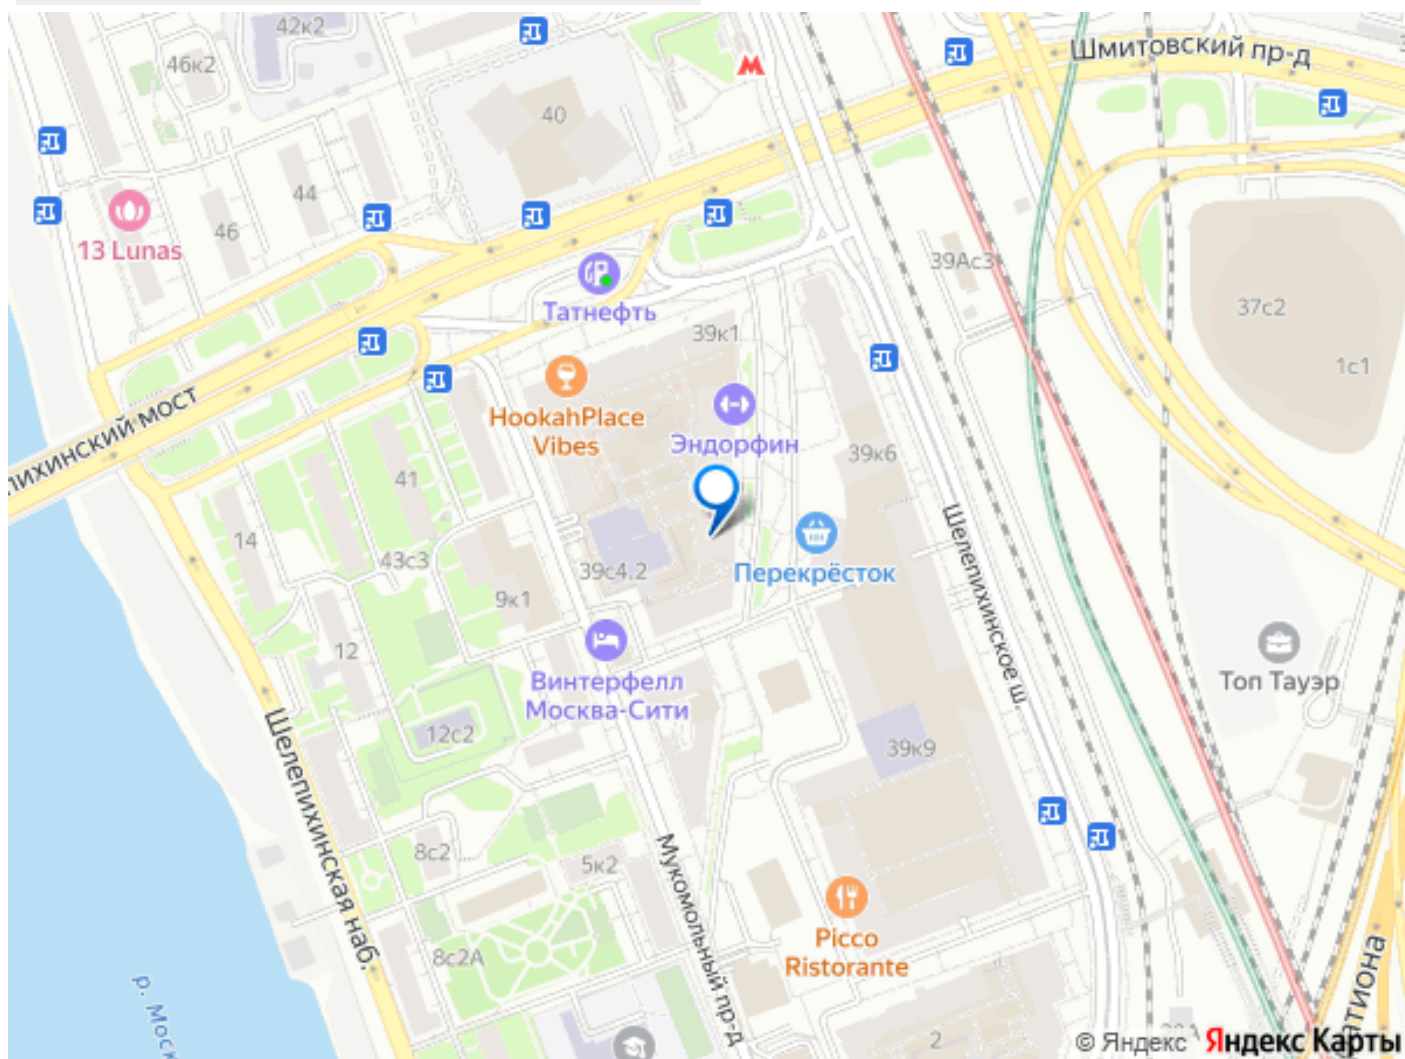 42к2
46к2
Шмитовский пр-д
40
44
46
13 Lunas
39Ас3
Татнефть
37с2
39к1
1с1
HookahPlace
Vibes
Эндорфин
39к6
ЛИХИНСКИЙ МОСТ
41
14
43с3
39с4.2
Перекрёсток
9к1
Шелепихинское ш.
12
Винтерфелл
Москва-Сити
Топ Тауэр
12с2
39к9
Шелепихинская наб.
8с2
5к2
Мукомольный пр-д
8с2А
Picco
Ristorante
р. Моск
2
атиона
© Яндекс Яндекс Карты